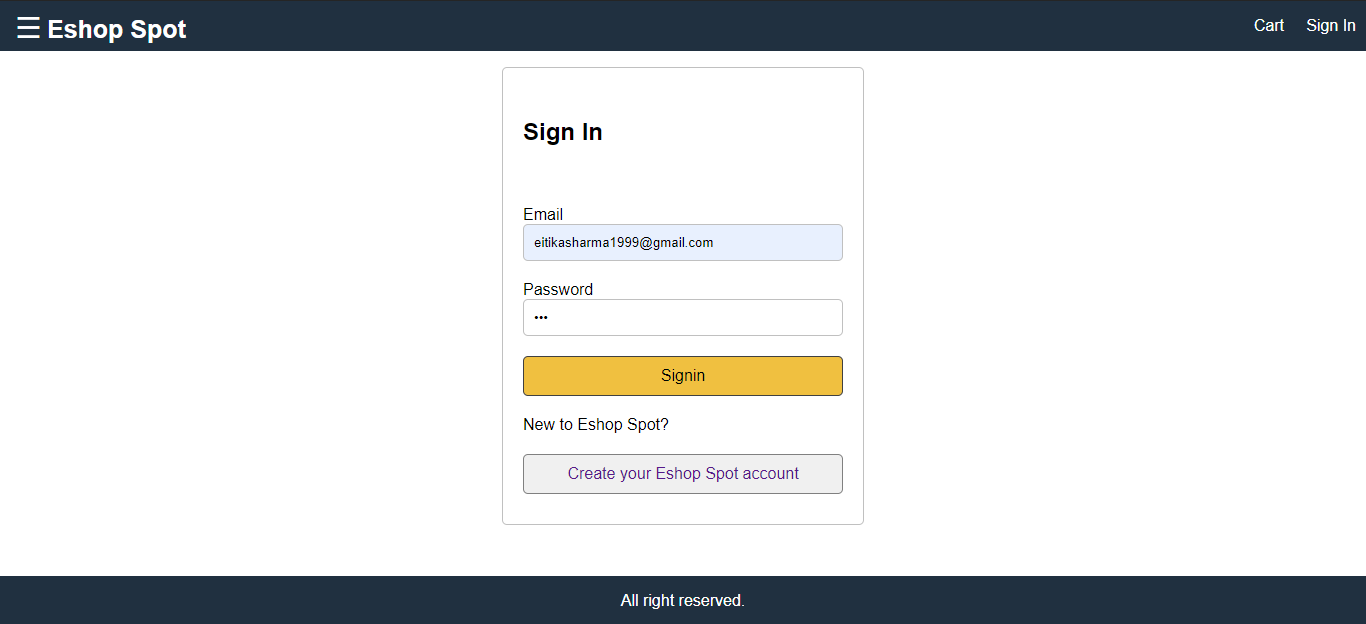 ☰ Eshop Spot
Cart Sign In
Sign In
Email
eitikasharma1999@gmail.com
Password
•••
Signin
New to Eshop Spot?
Create your Eshop Spot account
All right reserved.